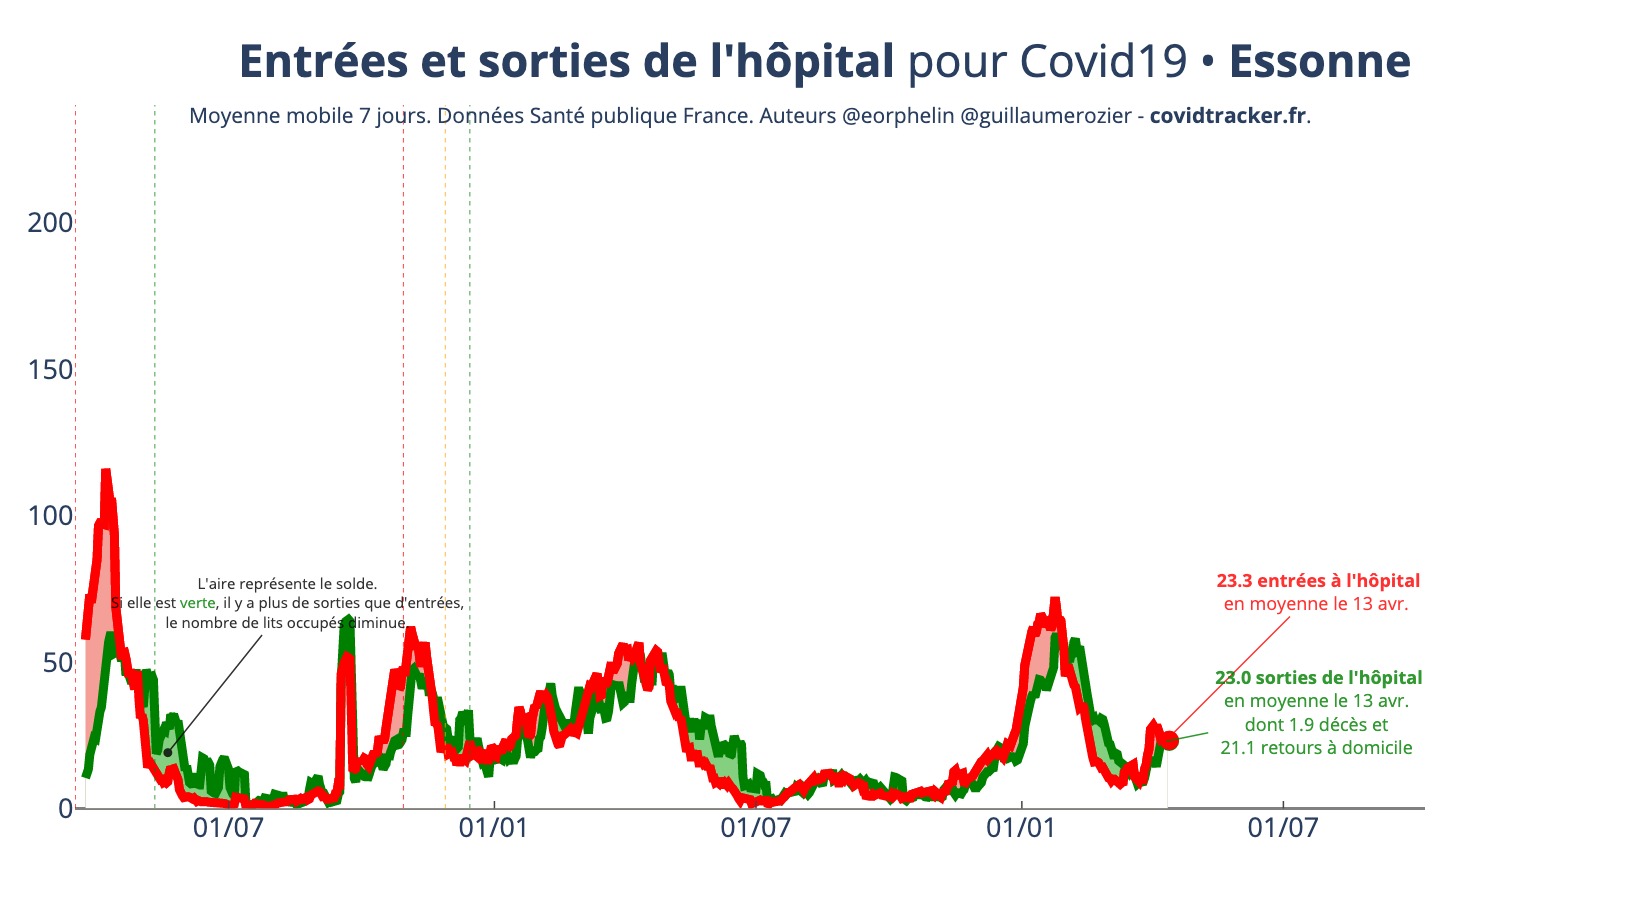 Entrées et sorties de l'hôpital pour Covid19 • Essonne
Moyenne mobile 7 jours. Données Santé publique France. Auteurs @eorphelin @guillaumerozier - covidtracker.fr.
200
150
100
50
0
L'aire représente le solde.
Si elle est verte, il y a plus de sorties que d'entrées,
le nombre de lits occupés diminue.
23.3 entrées à l'hôpital
en moyenne le 13 avr.
23.0 sorties de l'hôpital
en moyenne le 13 avr.
dont 1.9 décès et
21.1 retours à domicile
01/07
01/01
01/07
01/01
01/07